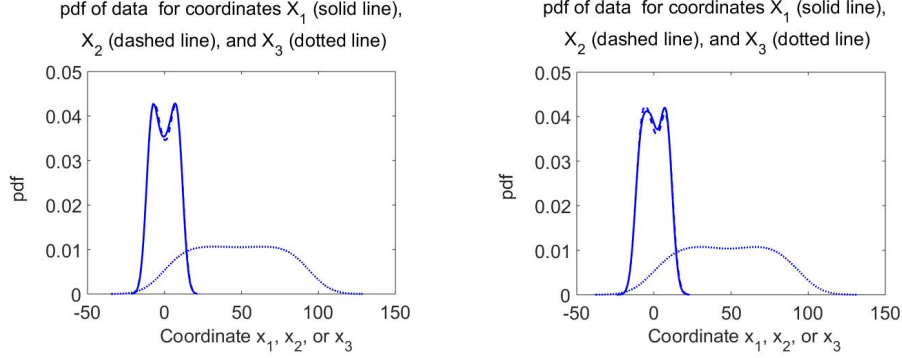 pdf of data for coordinates X1 (solid line),
X2 (dashed line), and X3 (dotted line)
0.05
0.04
0.03
0.02
0.01
0
pdf
-50
0
50
100
150
Coordinate x1, x2, or x3
pdf of data for coordinates X1 (solid line),
X2 (dashed line), and X3 (dotted line)
0.05
0.04
0.03
0.02
0.01
0
pdf
-50
0
50
100
150
Coordinate x1, x2, or x3